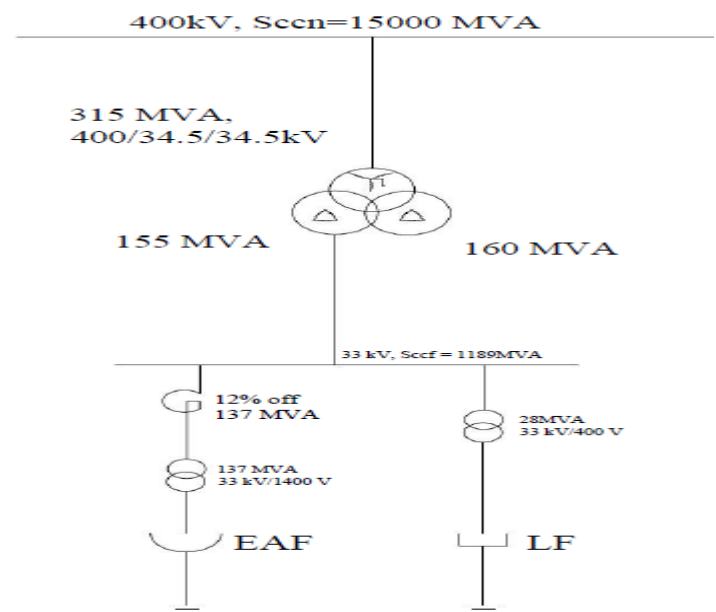 400kV, Sccn=15000 MVA
315 MVA,
400/34.5/34.5kV
155 MVA
160 MVA
33 kV, Sccf = 1189MVA
12% off
137 MVA
28MVA
33 kV/400 V
137 MVA
33 kV/1400 V
EAF
LF